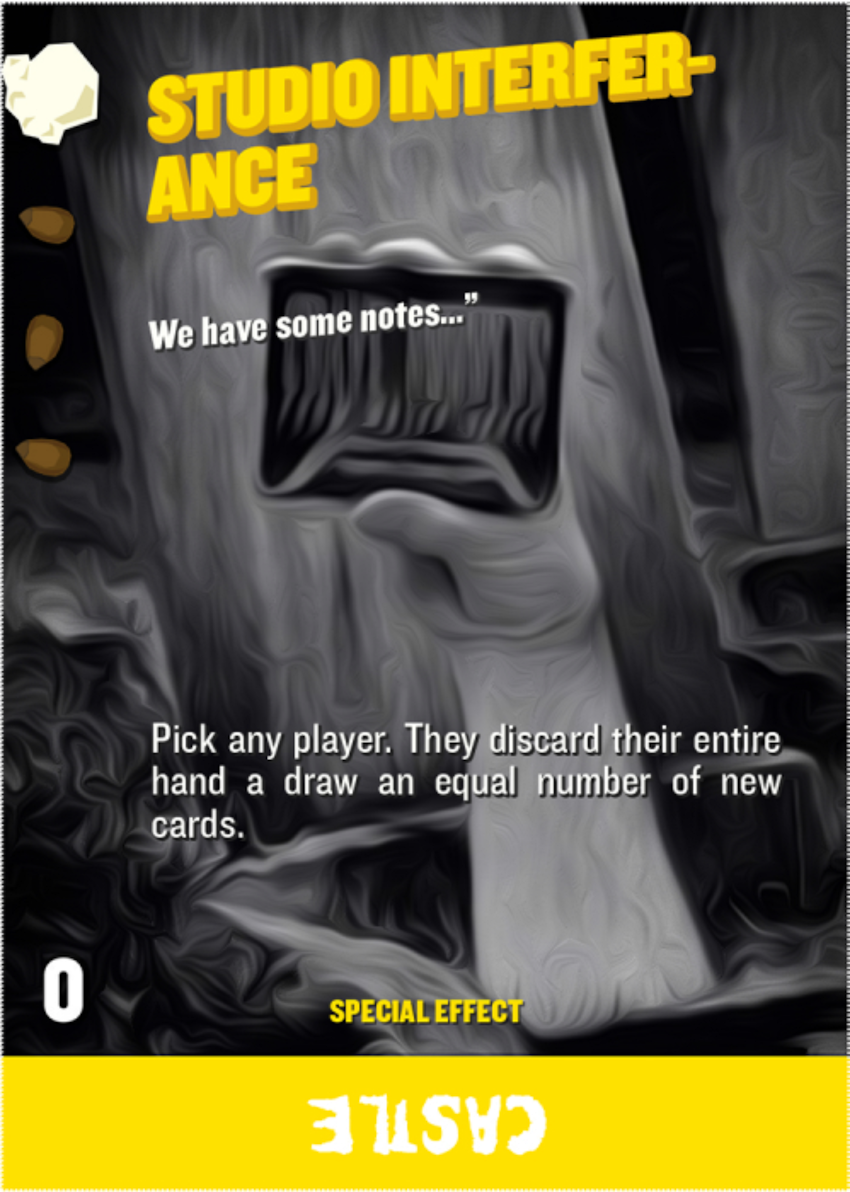 STUDIO INTERFER-
ANCE
We have some notes...”
Pick any player. They discard their entire
hand a draw an equal number of new
cards.
0
SPECIAL EFFECT
CASTLE